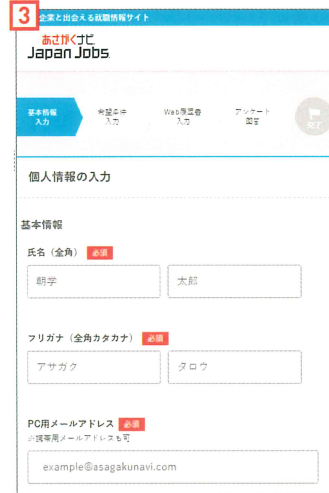 3
企業と出会える就職情報サイト
あさがくナビ
Japan Jobs
基本情報
入力
希望条件
入力
Web履歴書
入力
アンケート
回答
完了
個人情報の入力
基本情報
氏名（全角） 必須
朝学 太郎
フリガナ（全角カタカナ） 必須
アサガク タロウ
PC用メールアドレス 必須
※携帯用メールアドレスも可
example@asagakunavi.com